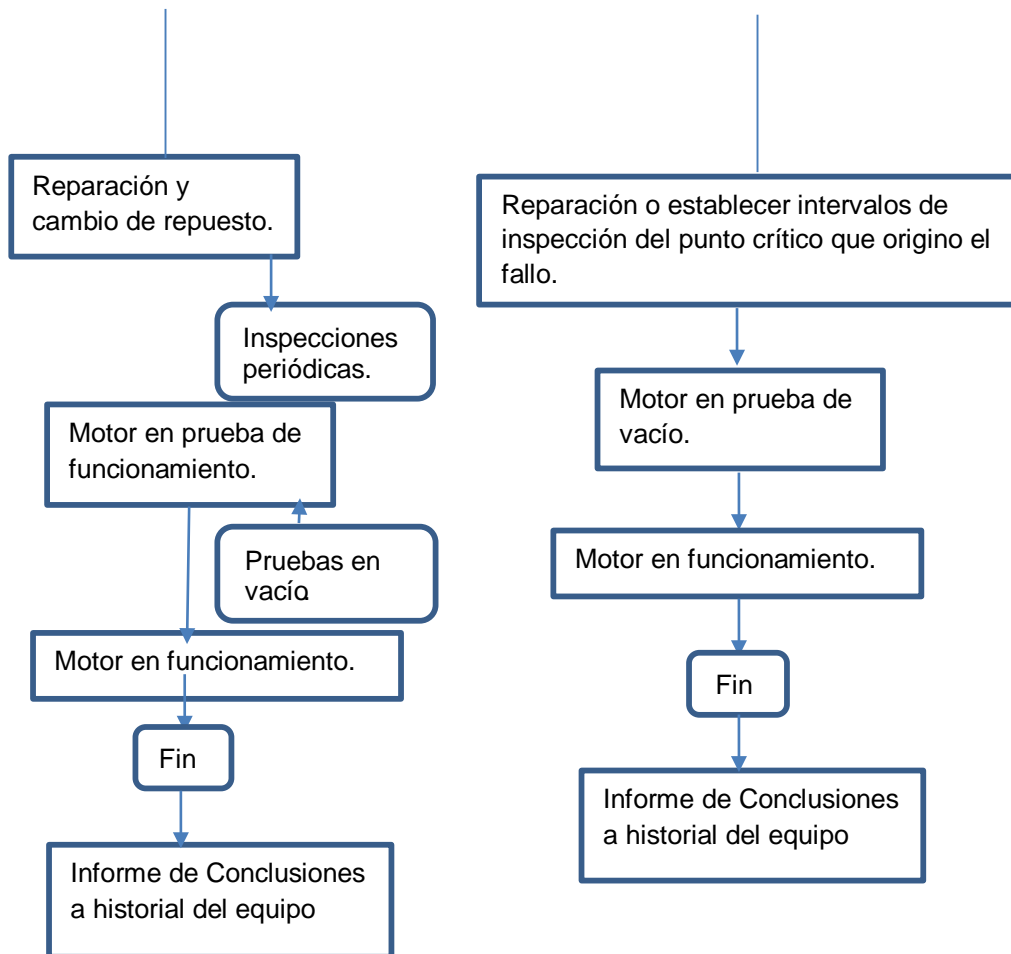 Reparación y
cambio de repuesto.
Inspecciones
periódicas.
Motor en prueba de
funcionamiento.
Pruebas en
vacío.
Motor en funcionamiento.
Fin
Informe de Conclusiones
a historial del equipo
Reparación o establecer intervalos de
inspección del punto crítico que origino el
fallo.
Motor en prueba de
vacío.
Motor en funcionamiento.
Fin
Informe de Conclusiones
a historial del equipo